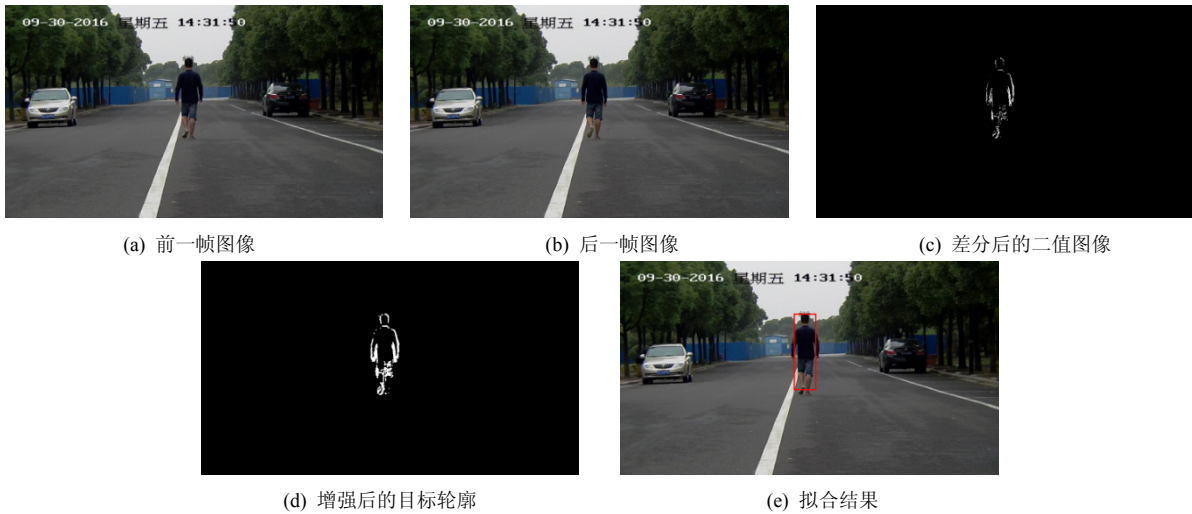 09-30-2016 星期五 14:31:50
09-30-2016 星期五 14:31:50
(a) 前一帧图像
(b) 后一帧图像
(c) 差分后的二值图像
09-30-2016 星期五 14:31:50
(d) 增强后的目标轮廓
(e) 拟合结果